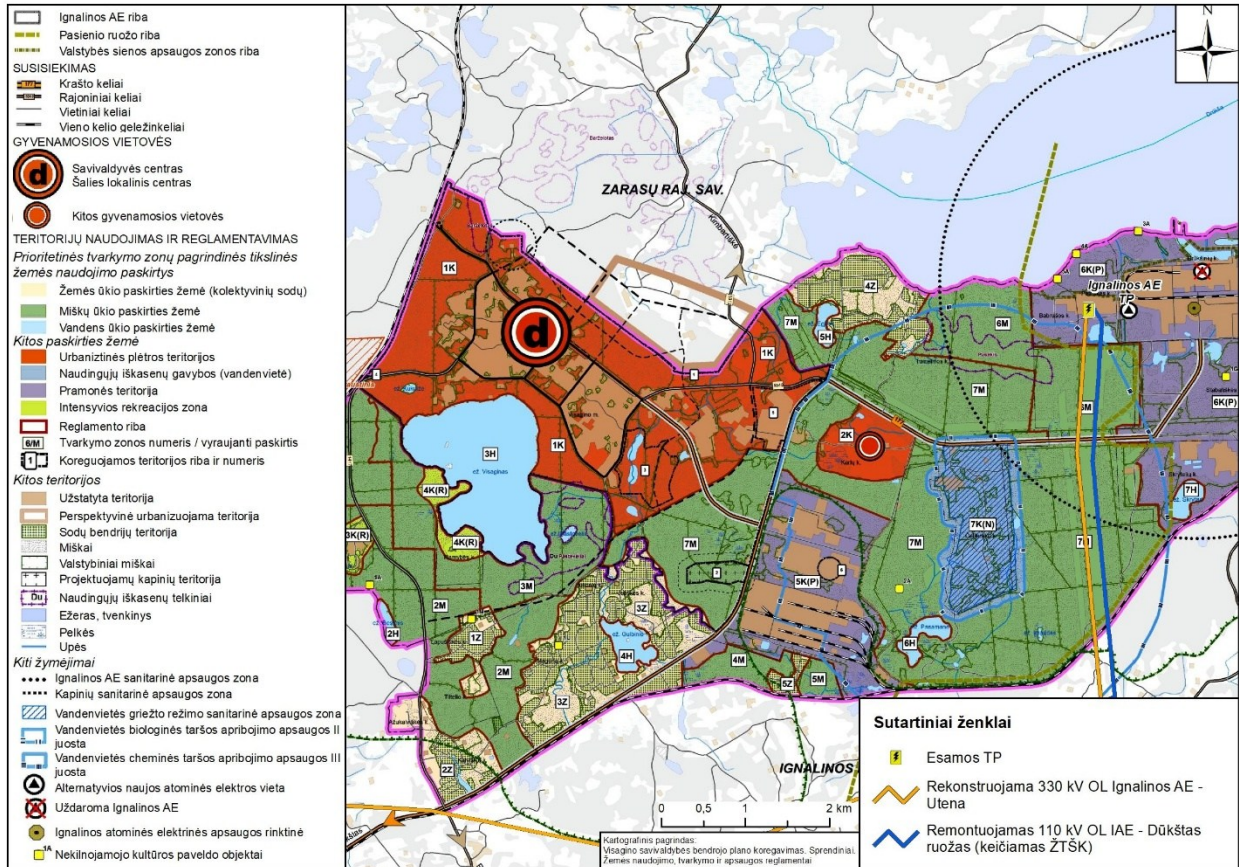 Ignalinos AE riba
Pasienio ruožo riba
Valstybės sienos apsaugos zonos riba
SUSISIEKIMAS
Krašto keliai
Rajoniniai keliai
Vietiniai keliai
Vieno kelio geležinkeliai
GYVENAMOSIOS VIETOVĖS
d
Savivaldyvės centras
Šalies lokalinis centras
Kitos gyvenamosios vietovės
TERITORIJŲ NAUDOJIMAS IR REGLAMENTAVIMAS
Prioritetinės tvarkymo zonų pagrindinės tikslinės
žemės naudojimo paskirtys
Žemės ūkio paskirties žemė (kolektyvinių sodų)
Miškų ūkio paskirties žemė
Vandens ūkio paskirties žemė
Kitos paskirties žemė
Urbaniztinės plėtros teritorijos
Naudingųjų iškasenų gavybos (vandenvietė)
Pramonės teritorija
Intensyvios rekreacijos zona
Reglamento riba
6/M Tvarkymo zonos numeris / vyraujanti paskirtis
1 Koreguojamos teritorijos riba ir numeris
Kitos teritorijos
Užstatyta teritorija
Perspektyvinė urbanizuojama teritorija
Sodų bendrijų teritorija
Miškai
Valstybiniai miškai
Projektuojamų kapinių teritorija
Du Naudingųjų iškasenų telkiniai
Ežeras, tvenkinys
Pelkės
Upės
Kiti žymėjimai
Ignalinos AE sanitarinė apsaugos zona
Kapinių sanitarinė apsaugos zona
Vandenvietės griežto režimo sanitarinė apsaugos zona
Vandenvietės biologinės taršos apribojimo apsaugos II
juosta
Vandenvietės cheminės taršos apribojimo apsaugos III
juosta
Alternatyvios naujos atominės elektros vieta
Uždaroma Ignalinos AE
Ignalinos atominės elektrinės apsaugos rinktinė
1A Nekilnojamojo kultūros paveldo objektai
N
ZARASŲ RAJ. SAV.
Kimbartiškė
Drūkša
1K
d
4Z
7M
5H
6M
6K(P)
Ignalinos AE
TP
1K
7M
6K(P)
3H
1K
2K
4K(R)
4K(R)
3K(R)
7K(N)
7H
7M
7M
5K(P)
3M
2M
1Z
3Z
4H
6H
2H
2M
4M
5Z
5M
3Z
2Z
IGNALINOS
0 0,5 1 2 km
Kartografinis pagrindas:
Visagino savivaldybės bendrojo plano koregavimas. Sprendiniai.
Žemės naudojimo, tvarkymo ir apsaugos reglamentai
Sutartiniai ženklai
Esamos TP
Rekonstruojama 330 kV OL Ignalinos AE -
Utena
Remontuojamas 110 kV OL IAE - Dūkštas
ruožas (keičiamas ŽTŠK)